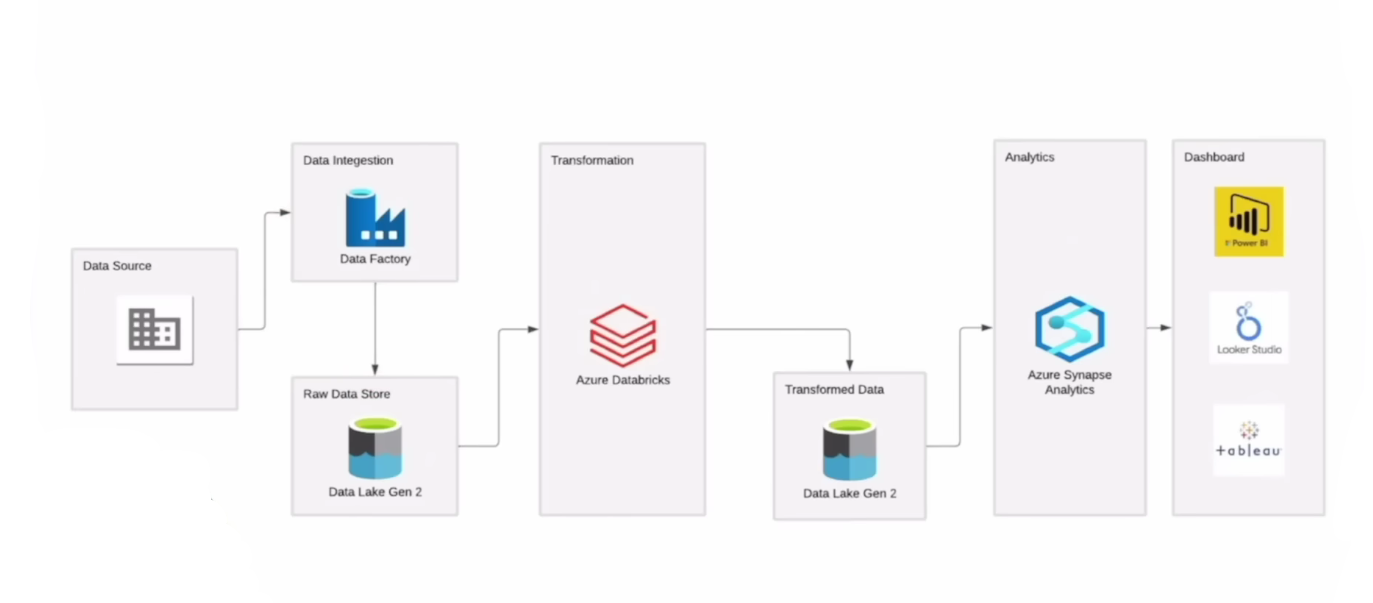 Data Source
Data Integestion
Data Factory
Raw Data Store
Data Lake Gen 2
Transformation
Azure Databricks
Transformed Data
Data Lake Gen 2
Analytics
Azure Synapse
Analytics
Dashboard
Power BI
Looker Studio
+ableau